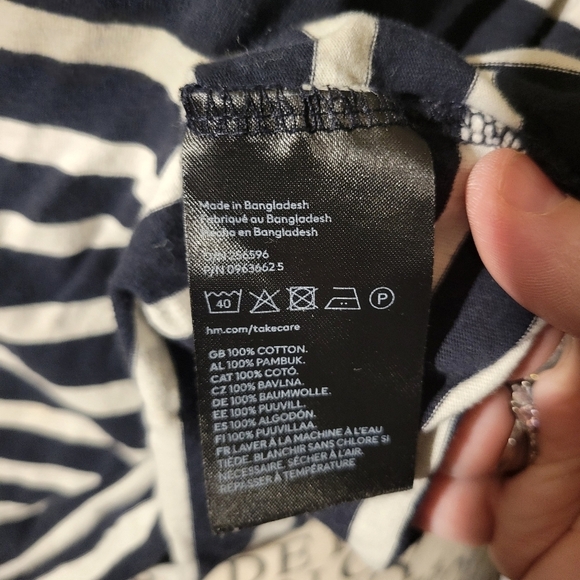 Made in Bangladesh
Fabriqué au Bangladesh
Hecho en Bangladesh
256596
P/N 0963662 5
40 P
hm.com/takecare
GB 100% COTTON.
AL 100% PAMBUK.
CAT 100% COTÓ.
CZ 100% BAVLNA.
DE 100% BAUMWOLLE.
EE 100% PUUVILL.
ES 100% ALGODÓN.
FI 100% PUUVILLAA.
FR LAVER À LA MACHINE À L'EAU
TIÈDE, BLANCHIR SANS CHLORE SI
NÉCESSAIRE, SÉCHER À L'AIR,
REPASSER À TEMPÉRATURE
DE